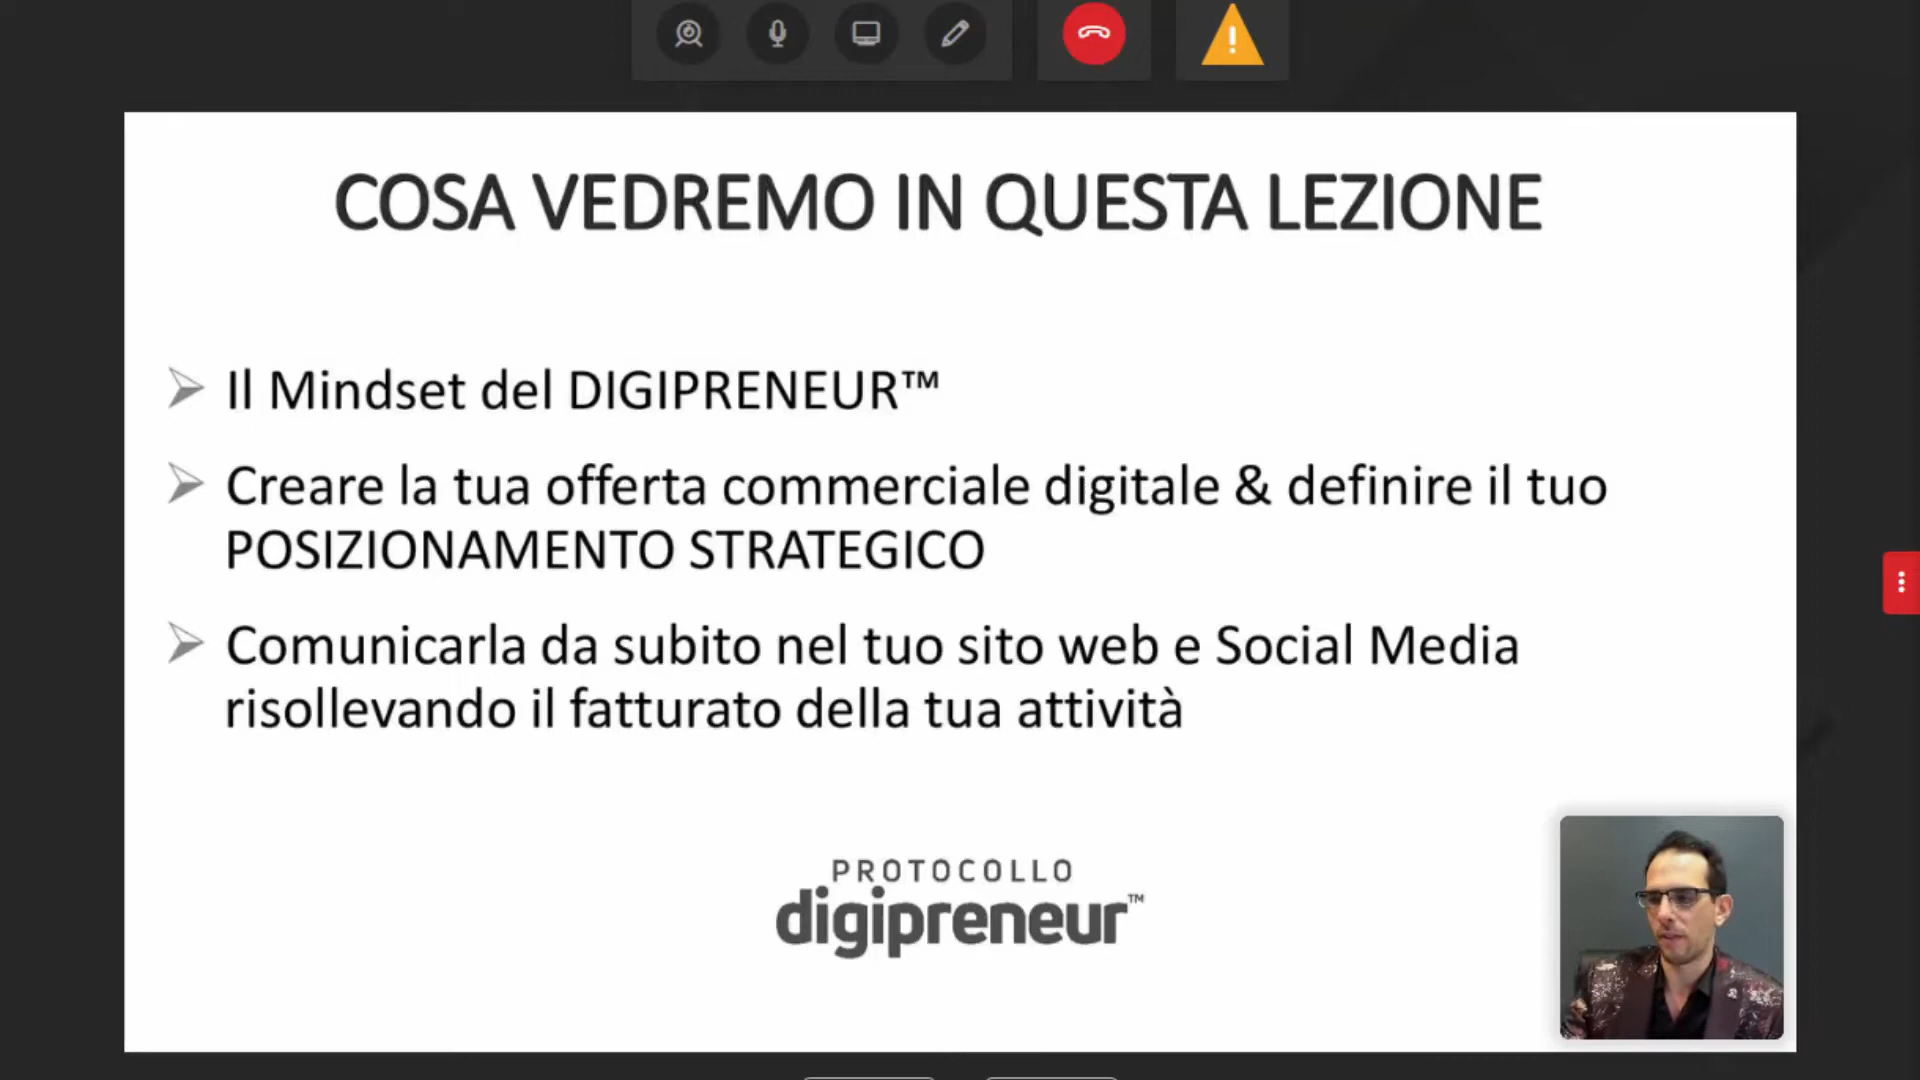 COSA VEDREMO IN QUESTA LEZIONE
Il Mindset del DIGIPRENEUR™
Creare la tua offerta commerciale digitale & definire il tuo
POSIZIONAMENTO STRATEGICO
Comunicarla da subito nel tuo sito web e Social Media
risollevando il fatturato della tua attività
PROTOCOLLO
digipreneur™